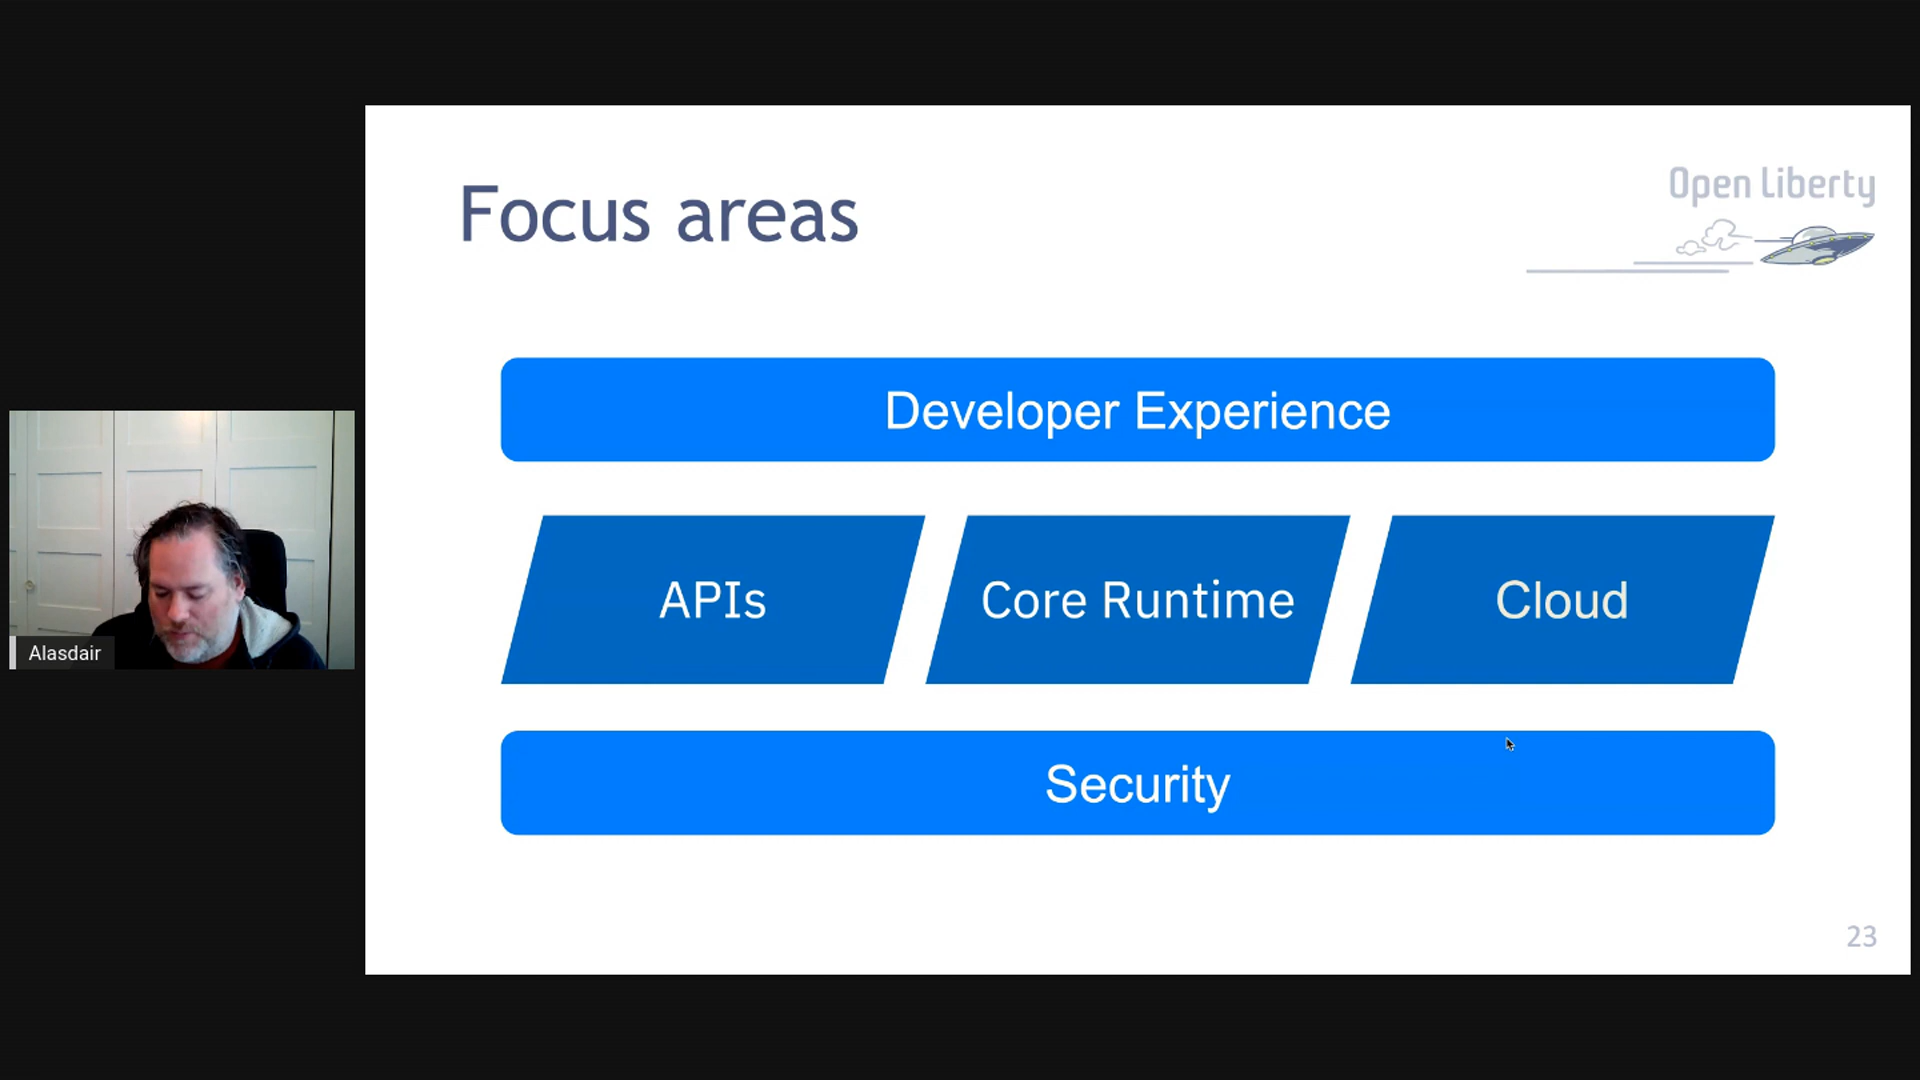 Focus areas
Open Liberty
Developer Experience
APIs
Core Runtime
Cloud
Security
Alasdair
23